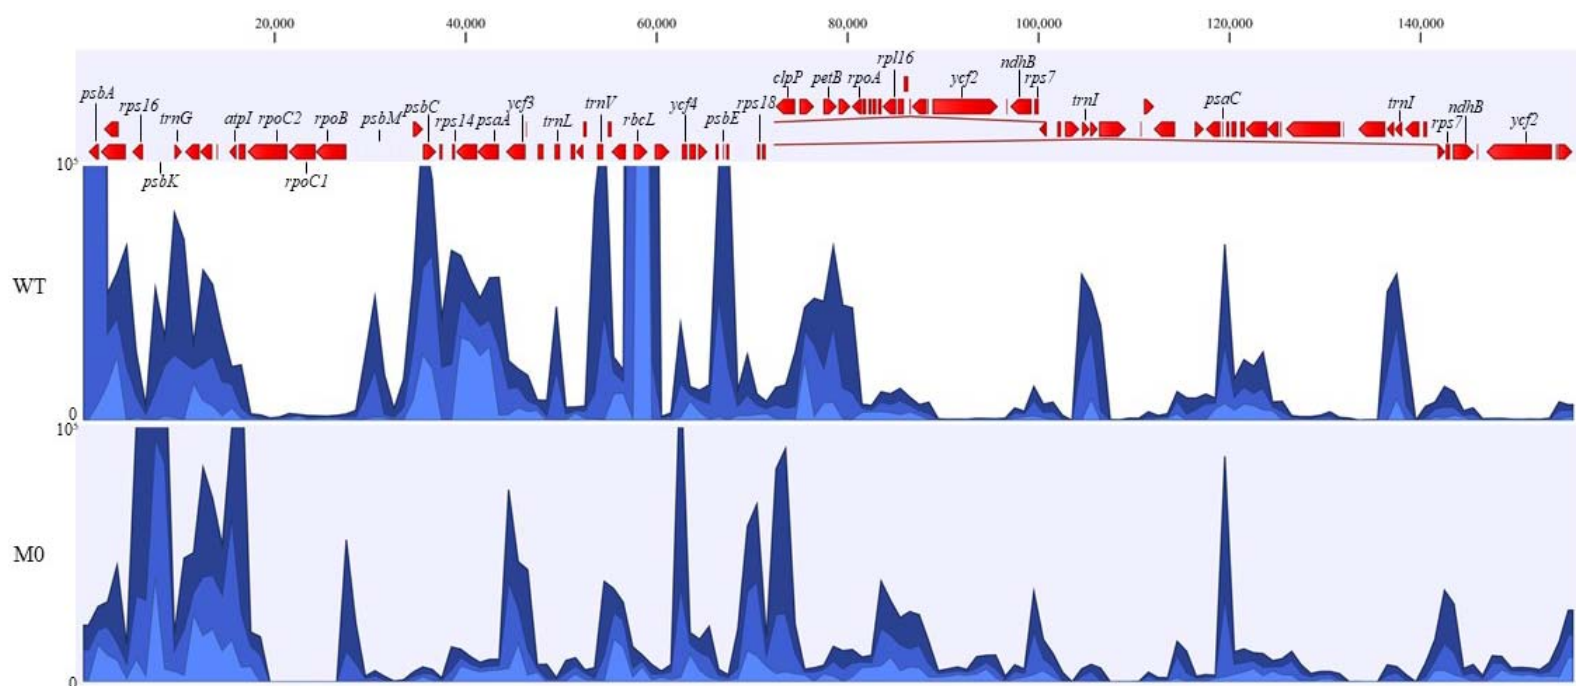 20,000 40,000 60,000 80,000 100,000 120,000 140,000
rpl16
clpP petB rpoA ycf2 ndhB rps7
psbA rps16 trnG atpI rpoC2 rpoB psbM psbC rps14 psaA ycf3 trnL trnV rbcL ycf4 psbE rps18 trnI psaC trnI rps7 ndhB ycf2
10⁵
psbK rpoC1
WT
0
10⁵
M0
0